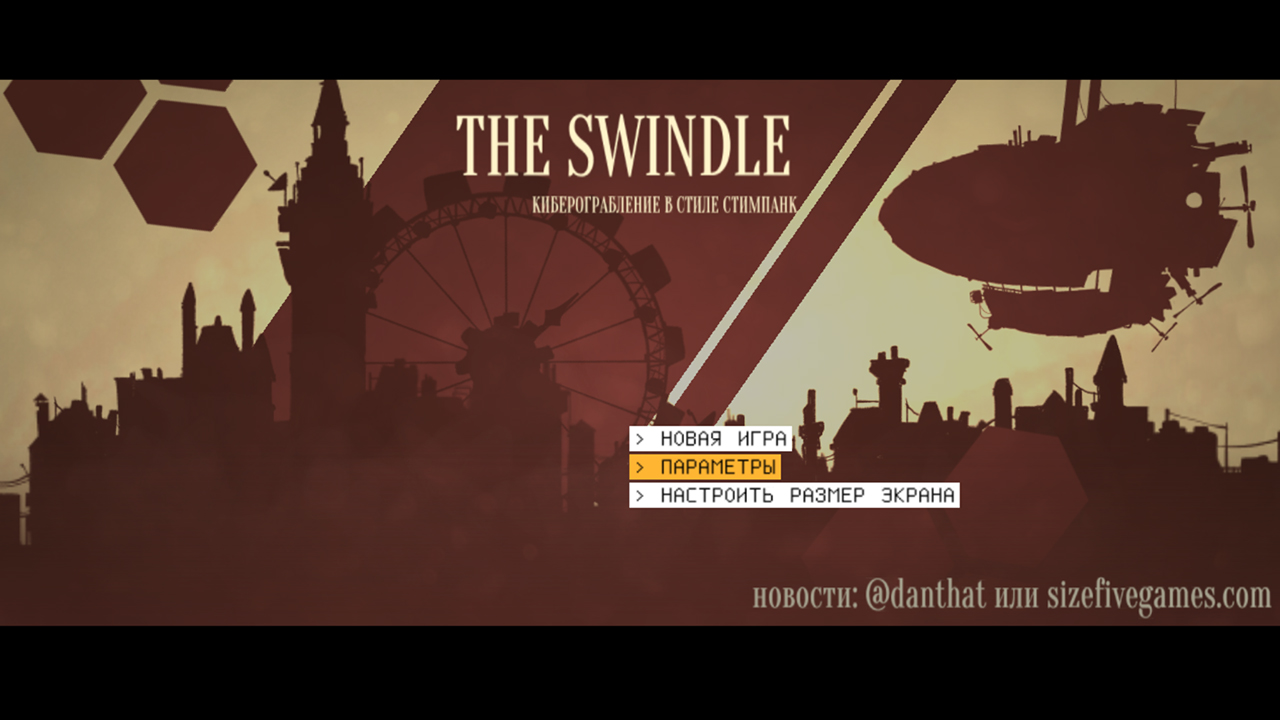 THE SWINDLE
КИБЕРОГРАБЛЕНИЕ В СТИЛЕ СТИМПАНК
> НОВАЯ ИГРА
> ПАРАМЕТРЫ
> НАСТРОИТЬ РАЗМЕР ЭКРАНА
новости: @danthat или sizefivegames.com